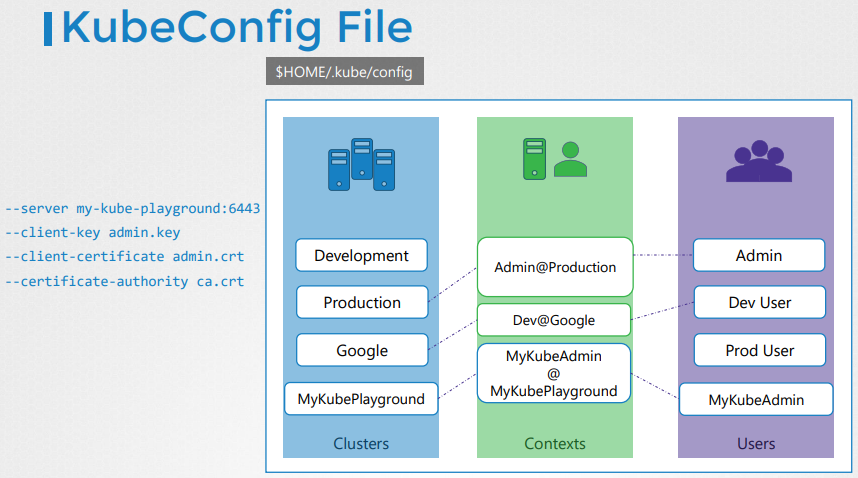 KubeConfig File
$HOME/.kube/config
--server my-kube-playground:6443
--client-key admin.key
--client-certificate admin.crt
--certificate-authority ca.crt
Development
Production
Google
MyKubePlayground
Clusters
Admin@Production
Dev@Google
MyKubeAdmin
@
MyKubePlayground
Contexts
Admin
Dev User
Prod User
MyKubeAdmin
Users